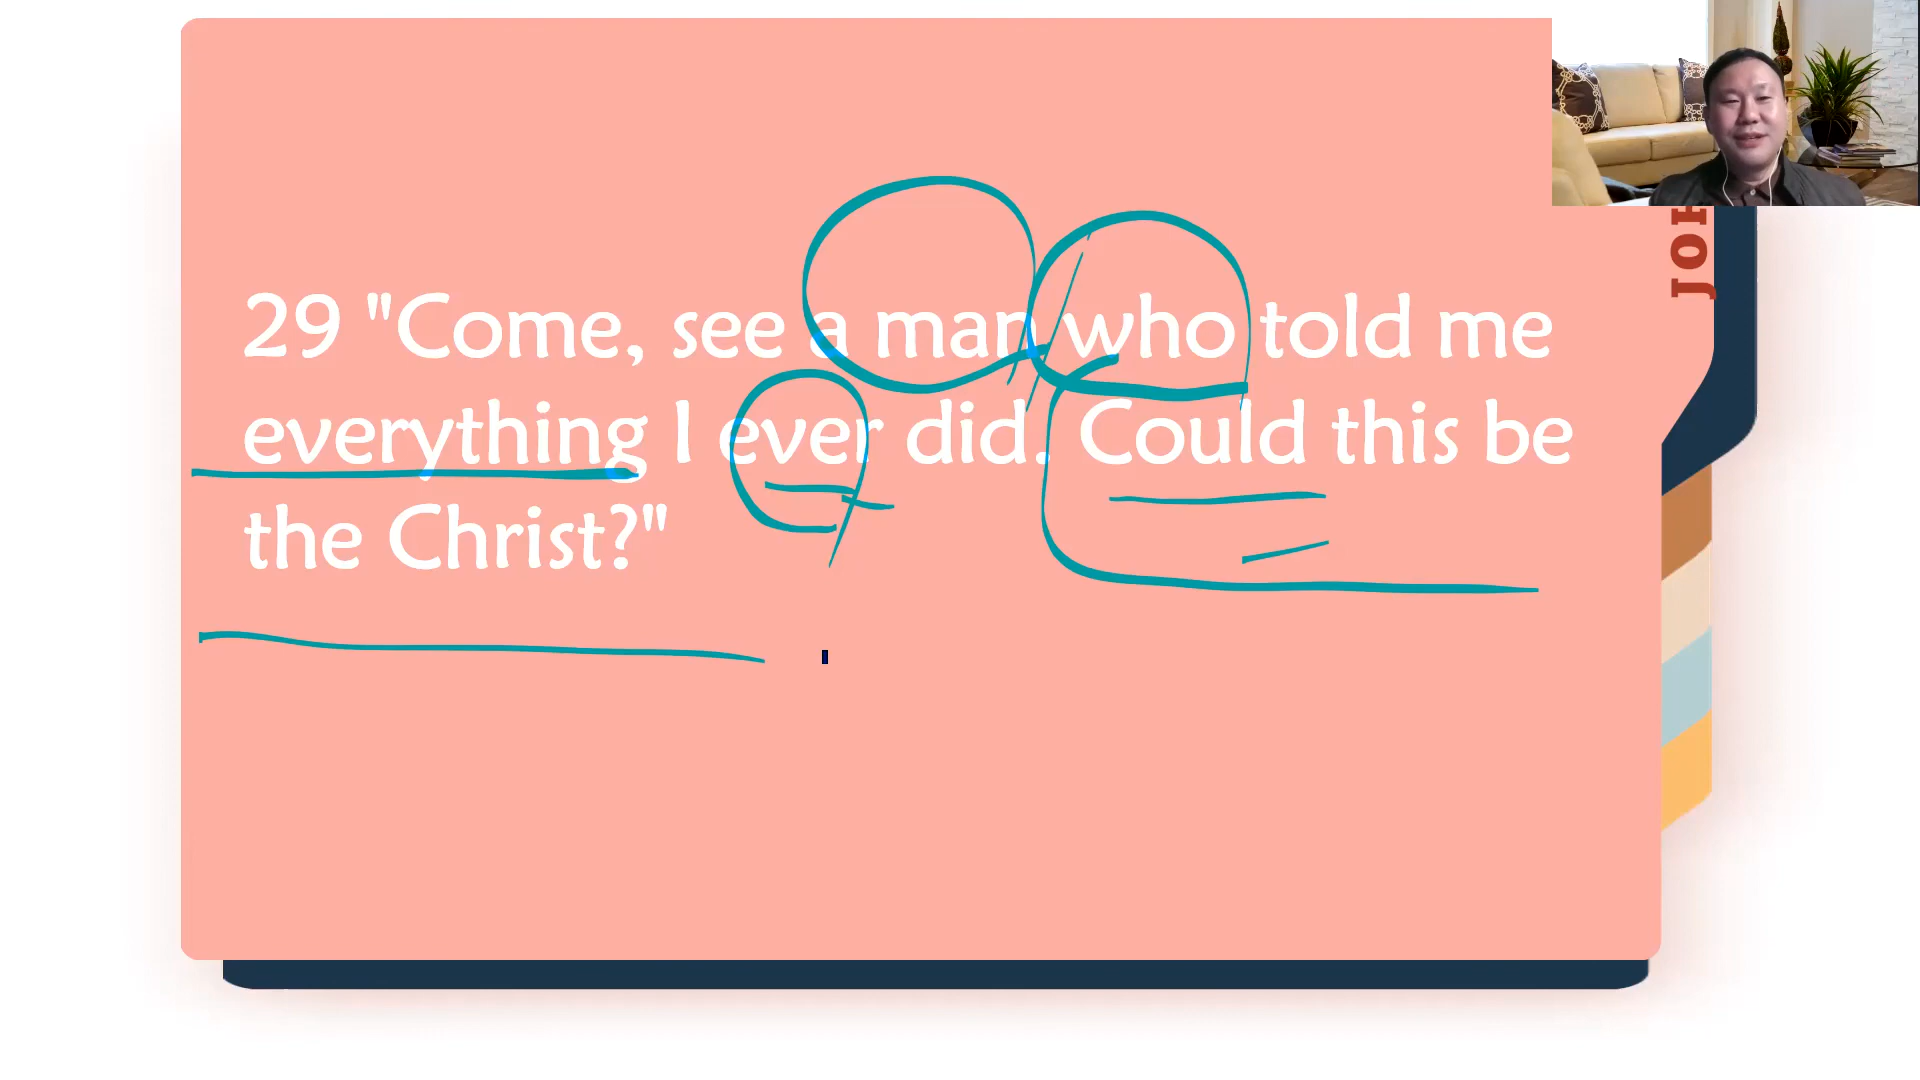 29 "Come, see a man who told me
everything I ever did. Could this be
the Christ?"